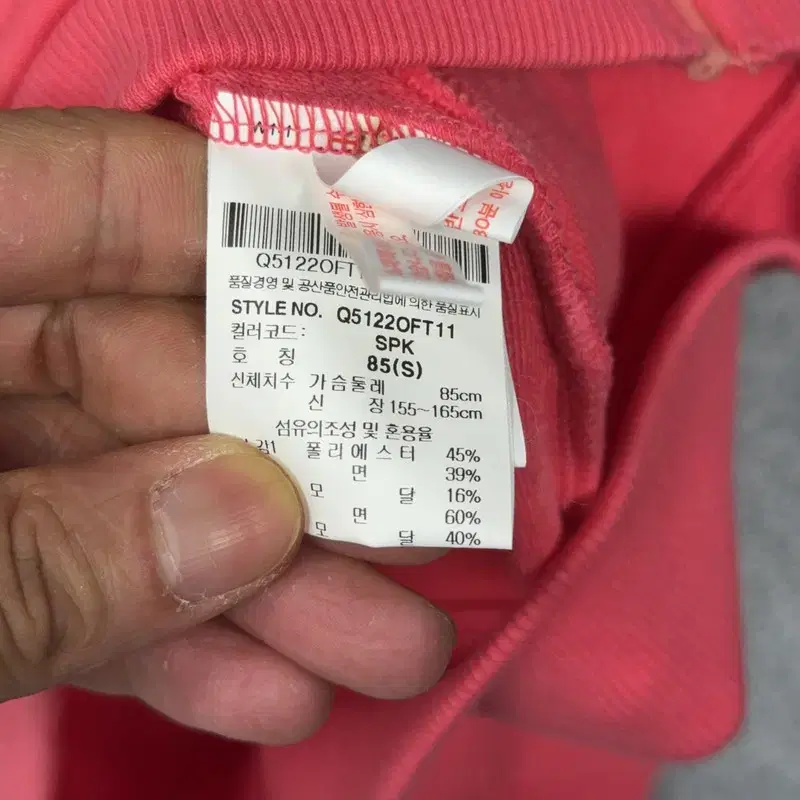 Q5122OFT
품질경영 및 공산품안전관리법에 의한 품질표시
STYLE NO. Q5122OFT11
컬러코드: SPK
호 칭 85(S)
신체치수 가슴둘레 85cm
신 장 155~165cm
섬유의조성 및 혼용율
폴리에스터 45%
면 39%
모 달 16%
면 60%
모 달 40%
30분